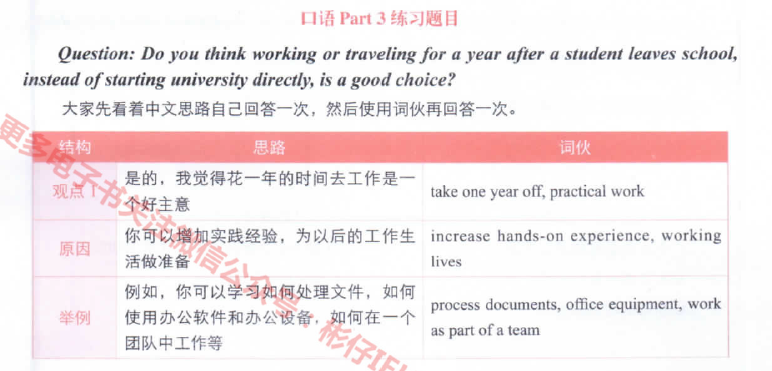 口语 Part 3 练习题目
Question: Do you think working or traveling for a year after a student leaves school,
instead of starting university directly, is a good choice?
大家先看着中文思路自己回答一次，然后使用词伙再回答一次。
结构 思路 词伙
观点 1 是的，我觉得花一年的时间去工作是一
个好主意
take one year off, practical work
原因 你可以增加实践经验，为以后的工作生
活做准备
increase hands-on experience, working
lives
举例 例如，你可以学习如何处理文件，如何
使用办公软件和办公设备，如何在一个
团队中工作等
process documents, office equipment, work
as part of a team
更多电子书关注微信公众号：彬仔IE